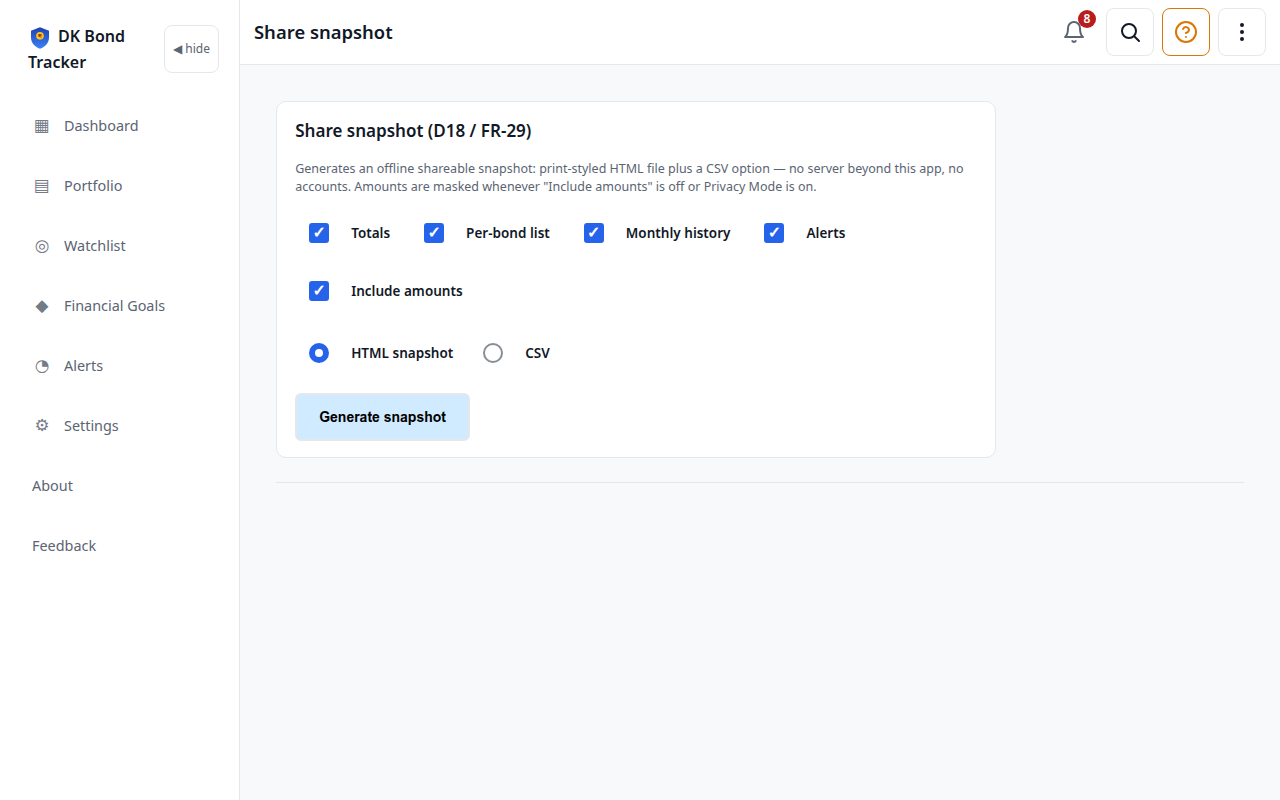 DK Bond
Tracker
◀ hide
Dashboard
Portfolio
Watchlist
Financial Goals
Alerts
Settings
About
Feedback
Share snapshot
8
Share snapshot (D18 / FR-29)
Generates an offline shareable snapshot: print-styled HTML file plus a CSV option — no server beyond this app, no
accounts. Amounts are masked whenever "Include amounts" is off or Privacy Mode is on.
Totals Per-bond list Monthly history Alerts
Include amounts
HTML snapshot CSV
Generate snapshot